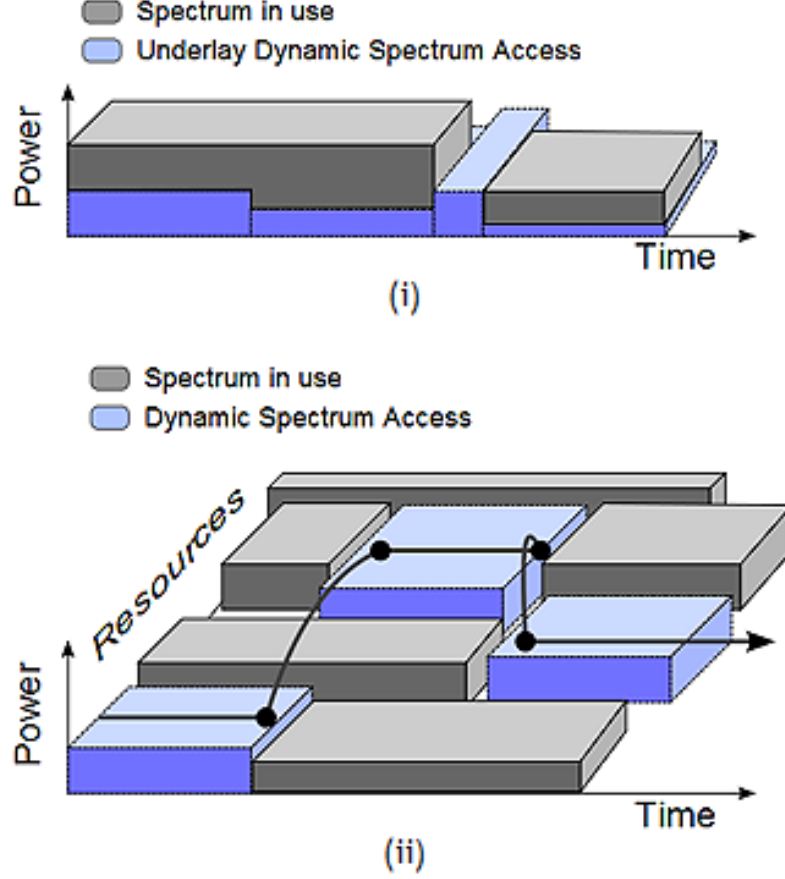 Spectrum in use
Underlay Dynamic Spectrum Access
Power
Time
(i)
Spectrum in use
Dynamic Spectrum Access
Resources
Power
Time
(ii)